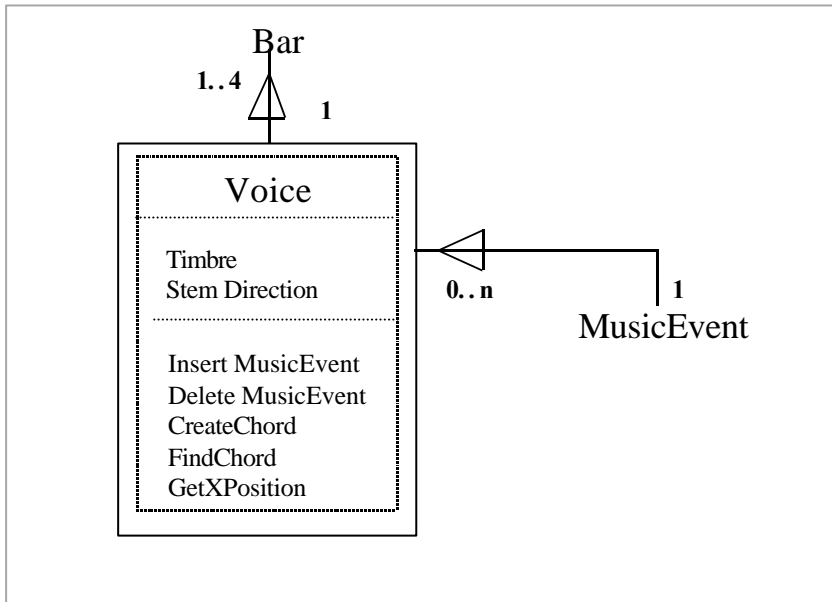 Bar
1..4
1
Voice
Timbre
Stem Direction
0..n
1
MusicEvent
Insert MusicEvent
Delete MusicEvent
CreateChord
FindChord
GetXPosition